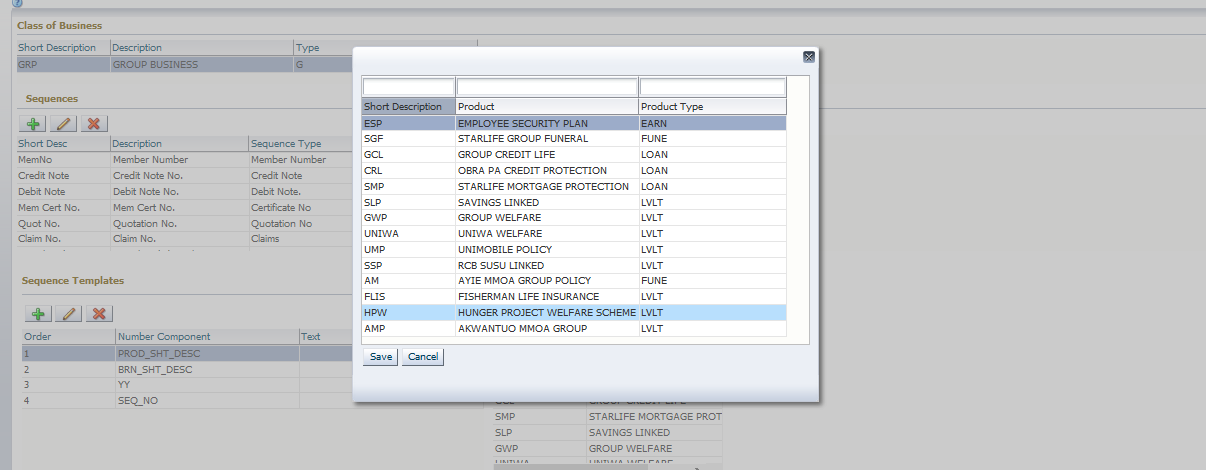 ?
Class of Business
Short Description Description Type
GRP GROUP BUSINESS G
Sequences
Short Desc Description Sequence Type
MemNo Member Number Member Number
Credit Note Credit Note No. Credit Note
Debit Note Debit Note No. Debit Note.
Mem Cert No. Mem Cert No. Certificate No
Quot No. Quotation No. Quotation No
Claim No. Claim No. Claims
Sequence Templates
Order Number Component Text
1 PROD_SHT_DESC
2 BRN_SHT_DESC
3 YY
4 SEQ_NO
Short Description Product Product Type
ESP EMPLOYEE SECURITY PLAN EARN
SGF STARLIFE GROUP FUNERAL FUNE
GCL GROUP CREDIT LIFE LOAN
CRL OBRA PA CREDIT PROTECTION LOAN
SMP STARLIFE MORTGAGE PROTECTION LOAN
SLP SAVINGS LINKED LVLT
GWP GROUP WELFARE LVLT
UNIWA UNIWA WELFARE LVLT
UMP UNIMOBILE POLICY LVLT
SSP RCB SUSU LINKED LVLT
AM AYIE MMOA GROUP POLICY FUNE
FLIS FISHERMAN LIFE INSURANCE LVLT
HPW HUNGER PROJECT WELFARE SCHEME LVLT
AMP AKWANTUO MMOA GROUP LVLT
Save Cancel
GCL GROUP CREDIT LIFE
SMP STARLIFE MORTGAGE PROT
SLP SAVINGS LINKED
GWP GROUP WELFARE
UNIWA UNIWA WELFARE